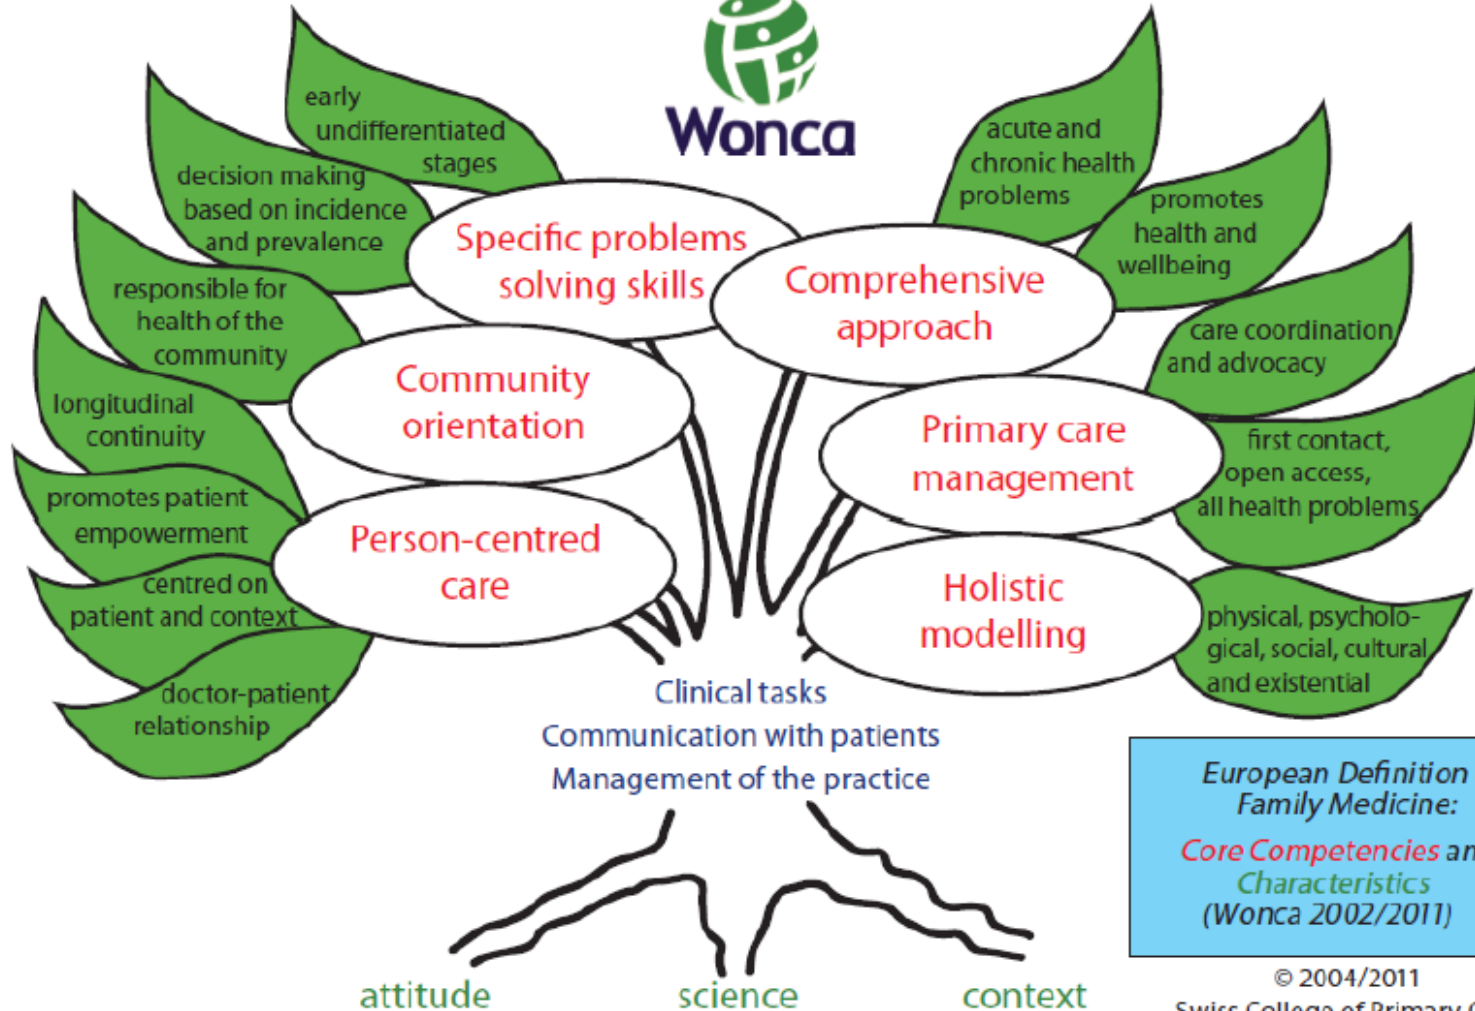 Wonca
early
undifferentiated
stages
decision making
based on incidence
and prevalence
responsible for
health of the
community
longitudinal
continuity
promotes patient
empowerment
centred on
patient and context
doctor-patient
relationship
Specific problems
solving skills
Community
orientation
Person-centred
care
Comprehensive
approach
Primary care
management
Holistic
modelling
acute and
chronic health
problems
promotes
health and
wellbeing
care coordination
and advocacy
first contact,
open access,
all health problems
physical, psycholo-
gical, social, cultural
and existential
Clinical tasks
Communication with patients
Management of the practice
attitude
science
context
European Definition
Family Medicine:
Core Competencies
Characteristics
(Wonca 2002/2011)
© 2004/2011
Swiss College of Primary